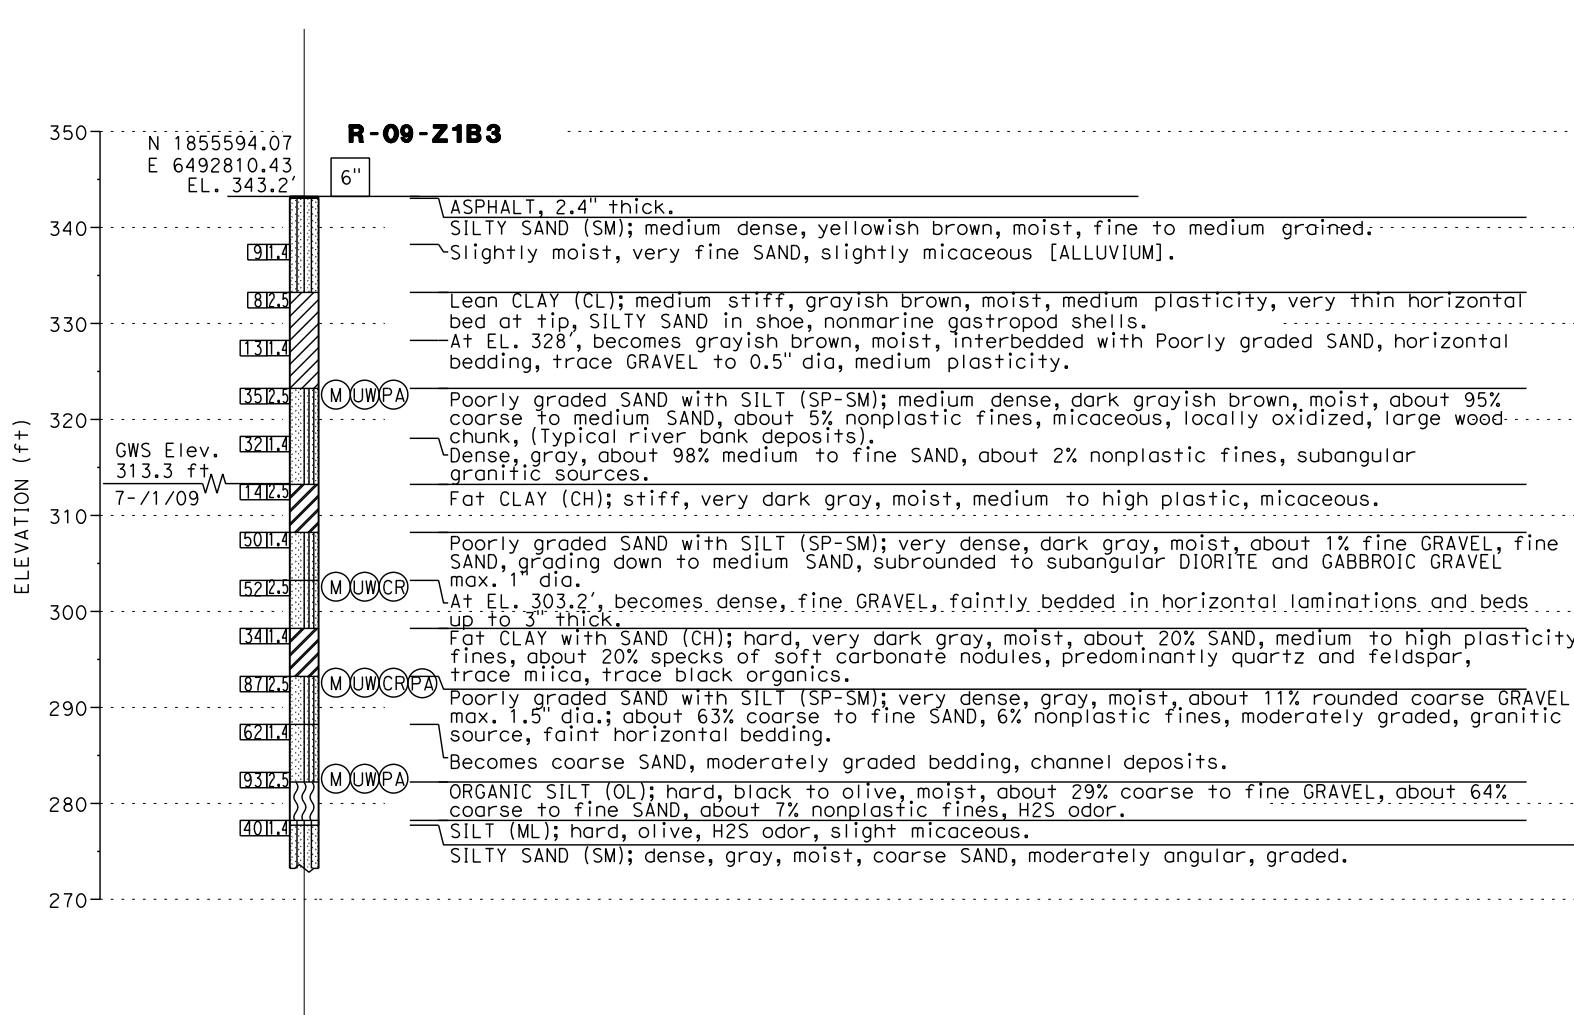 350
N 1855594.07
E 6492810.43
EL. 343.2'
R-09-Z1B3
6"
ASPHALT, 2.4" thick.
340
SILTY SAND (SM); medium dense, yellowish brown, moist, fine to medium grained.
9 1.4
Slightly moist, very fine SAND, slightly micaceous [ALLUVIUM].
8 2.5
Lean CLAY (CL); medium stiff, grayish brown, moist, medium plasticity, very thin horizontal
330
bed at tip, SILTY SAND in shoe, nonmarine gastropod shells.
13 1.4
At EL. 328', becomes grayish brown, moist, interbedded with Poorly graded SAND, horizontal
bedding, trace GRAVEL to 0.5" dia, medium plasticity.
35 2.5
M UW PA
Poorly graded SAND with SILT (SP-SM); medium dense, dark grayish brown, moist, about 95%
320
coarse to medium SAND, about 5% nonplastic fines, micaceous, locally oxidized, large wood
chunk, (Typical river bank deposits).
32 1.4
Dense, gray, about 98% medium to fine SAND, about 2% nonplastic fines, subangular
granitic sources.
ELEVATION (ft)
GWS Elev.
313.3 ft
7-/1/09
14 2.5
Fat CLAY (CH); stiff, very dark gray, moist, medium to high plastic, micaceous.
310
50 1.4
Poorly graded SAND with SILT (SP-SM); very dense, dark gray, moist, about 1% fine GRAVEL, fine
SAND, grading down to medium SAND, subrounded to subangular DIORITE and GABBROIC GRAVEL
max. 1" dia.
52 2.5
M UW CR
At EL. 303.2', becomes dense, fine GRAVEL, faintly bedded in horizontal laminations and beds
300
up to 3" thick.
34 1.4
Fat CLAY with SAND (CH); hard, very dark gray, moist, about 20% SAND, medium to high plasticity
fines, about 20% specks of soft carbonate nodules, predominantly quartz and feldspar,
trace miica, trace black organics.
87 2.5
M UW CR PA
Poorly graded SAND with SILT (SP-SM); very dense, gray, moist, about 11% rounded coarse GRAVEL
290
max. 1.5" dia.; about 63% coarse to fine SAND, 6% nonplastic fines, moderately graded, granitic
source, faint horizontal bedding.
62 1.4
Becomes coarse SAND, moderately graded bedding, channel deposits.
93 2.5
M UW PA
ORGANIC SILT (OL); hard, black to olive, moist, about 29% coarse to fine GRAVEL, about 64%
280
coarse to fine SAND, about 7% nonplastic fines, H2S odor.
40 1.4
SILT (ML); hard, olive, H2S odor, slight micaceous.
SILTY SAND (SM); dense, gray, moist, coarse SAND, moderately angular, graded.
270